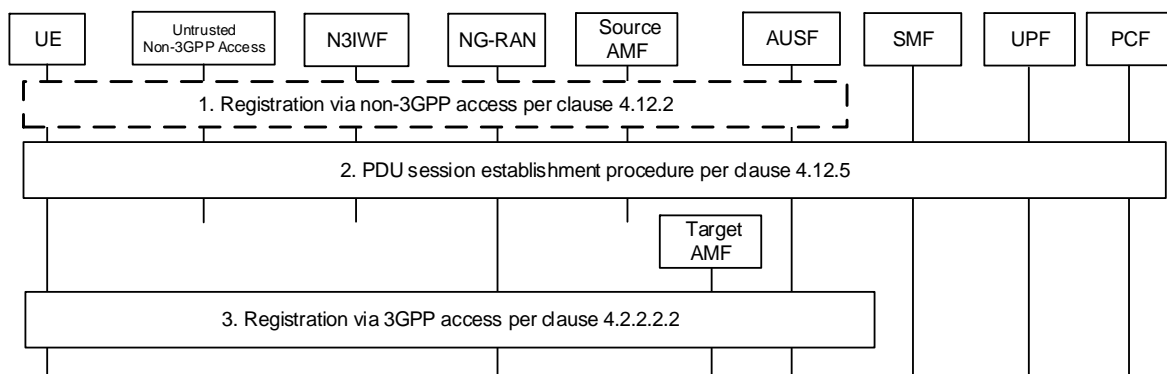 UE
Untrusted
Non-3GPP Access
N3IWF
NG-RAN
Source
AMF
AUSF
SMF
UPF
PCF
1. Registration via non-3GPP access per clause 4.12.2
2. PDU session establishment procedure per clause 4.12.5
Target
AMF
3. Registration via 3GPP access per clause 4.2.2.2.2